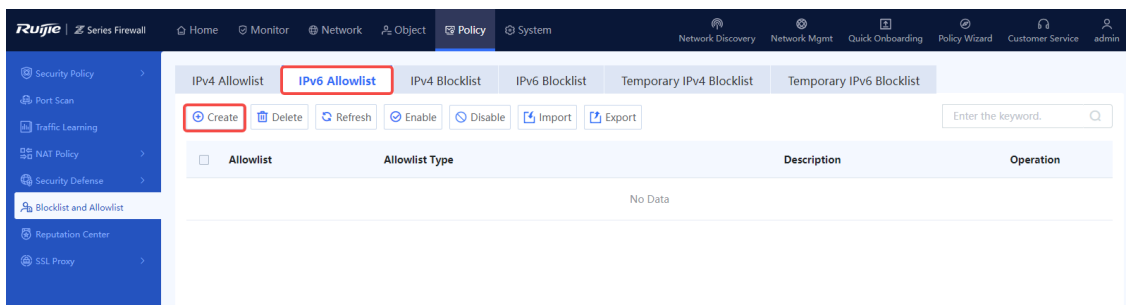 Ruijie | Z Series Firewall Home Monitor Network Object Policy System Network Discovery Network Mgmt Quick Onboarding Policy Wizard Customer Service admin
Security Policy
Port Scan
Traffic Learning
NAT Policy
Security Defense
Blocklist and Allowlist
Reputation Center
SSL Proxy
IPv4 Allowlist IPv6 Allowlist IPv4 Blocklist IPv6 Blocklist Temporary IPv4 Blocklist Temporary IPv6 Blocklist
Create Delete Refresh Enable Disable Import Export Enter the keyword.
Allowlist Allowlist Type Description Operation
No Data